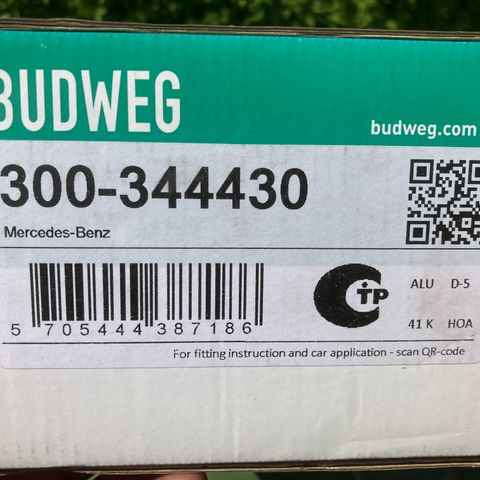 BUDWEG
budweg.com
300-344430
Mercedes-Benz
5 705444 387186
CTP
ALU D-5
41 K HOA
For fitting instruction and car application - scan QR-code